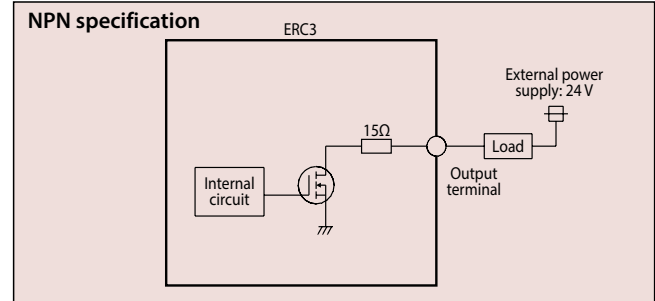 NPN specification
ERC3
External power
supply: 24 V
15Ω
Load
Output
terminal
Internal
circuit